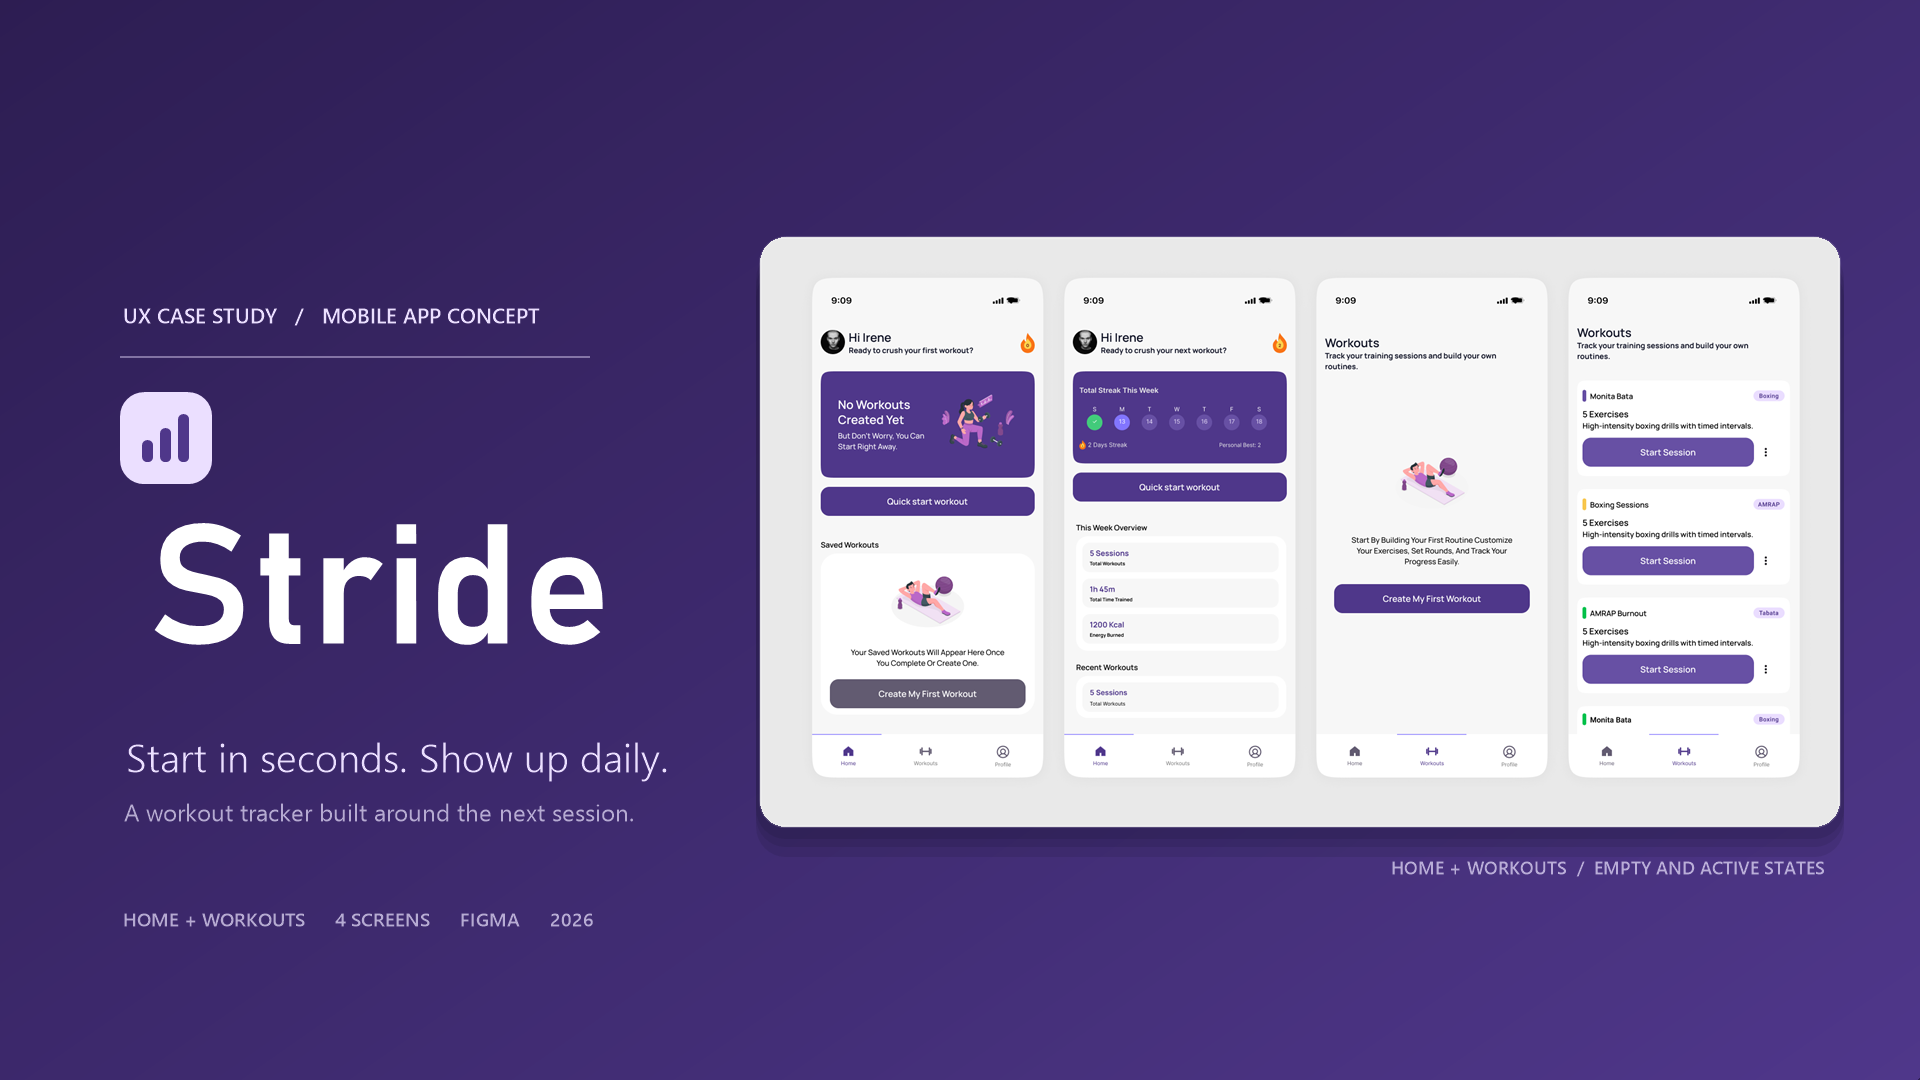 UX CASE STUDY / MOBILE APP CONCEPT
Stride
Start in seconds. Show up daily.
A workout tracker built around the next session.
HOME + WORKOUTS 4 SCREENS FIGMA 2026
9:09
Hi Irene
Ready to crush your first workout?
No Workouts
Created Yet
But Don't Worry, You Can
Start Right Away.
Quick start workout
Saved Workouts
Your Saved Workouts Will Appear Here Once
You Complete Or Create One.
Create My First Workout
Home Workouts Profile
9:09
Hi Irene
Ready to crush your next workout?
Total Streak This Week
S M T W T F S
13 14 15 16 17 18
2 Days Streak Personal Best: 2
Quick start workout
This Week Overview
5 Sessions
Total Workouts
1h 45m
Total Time Trained
1200 Kcal
Energy Burned
Recent Workouts
5 Sessions
Total Workouts
Home Workouts Profile
9:09
Workouts
Track your training sessions and build your own
routines.
Start By Building Your First Routine Customize
Your Exercises, Set Rounds, And Track Your
Progress Easily.
Create My First Workout
Home Workouts Profile
9:09
Workouts
Track your training sessions and build your own
routines.
Monita Bata Boxing
5 Exercises
High-intensity boxing drills with timed intervals.
Start Session
Boxing Sessions AMRAP
5 Exercises
High-intensity boxing drills with timed intervals.
Start Session
AMRAP Burnout Tabata
5 Exercises
High-intensity boxing drills with timed intervals.
Start Session
Monita Bata Boxing
Home Workouts Profile
HOME + WORKOUTS / EMPTY AND ACTIVE STATES